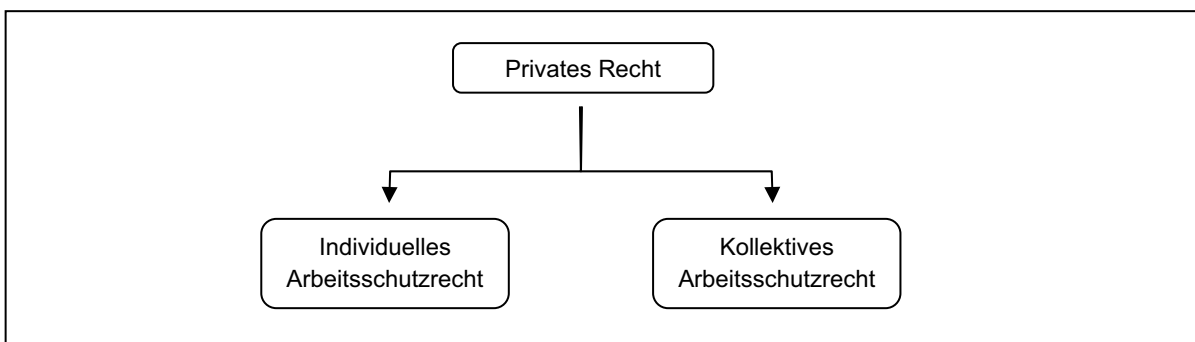 Privates Recht
Individuelles
Arbeitsschutzrecht
Kollektives
Arbeitsschutzrecht